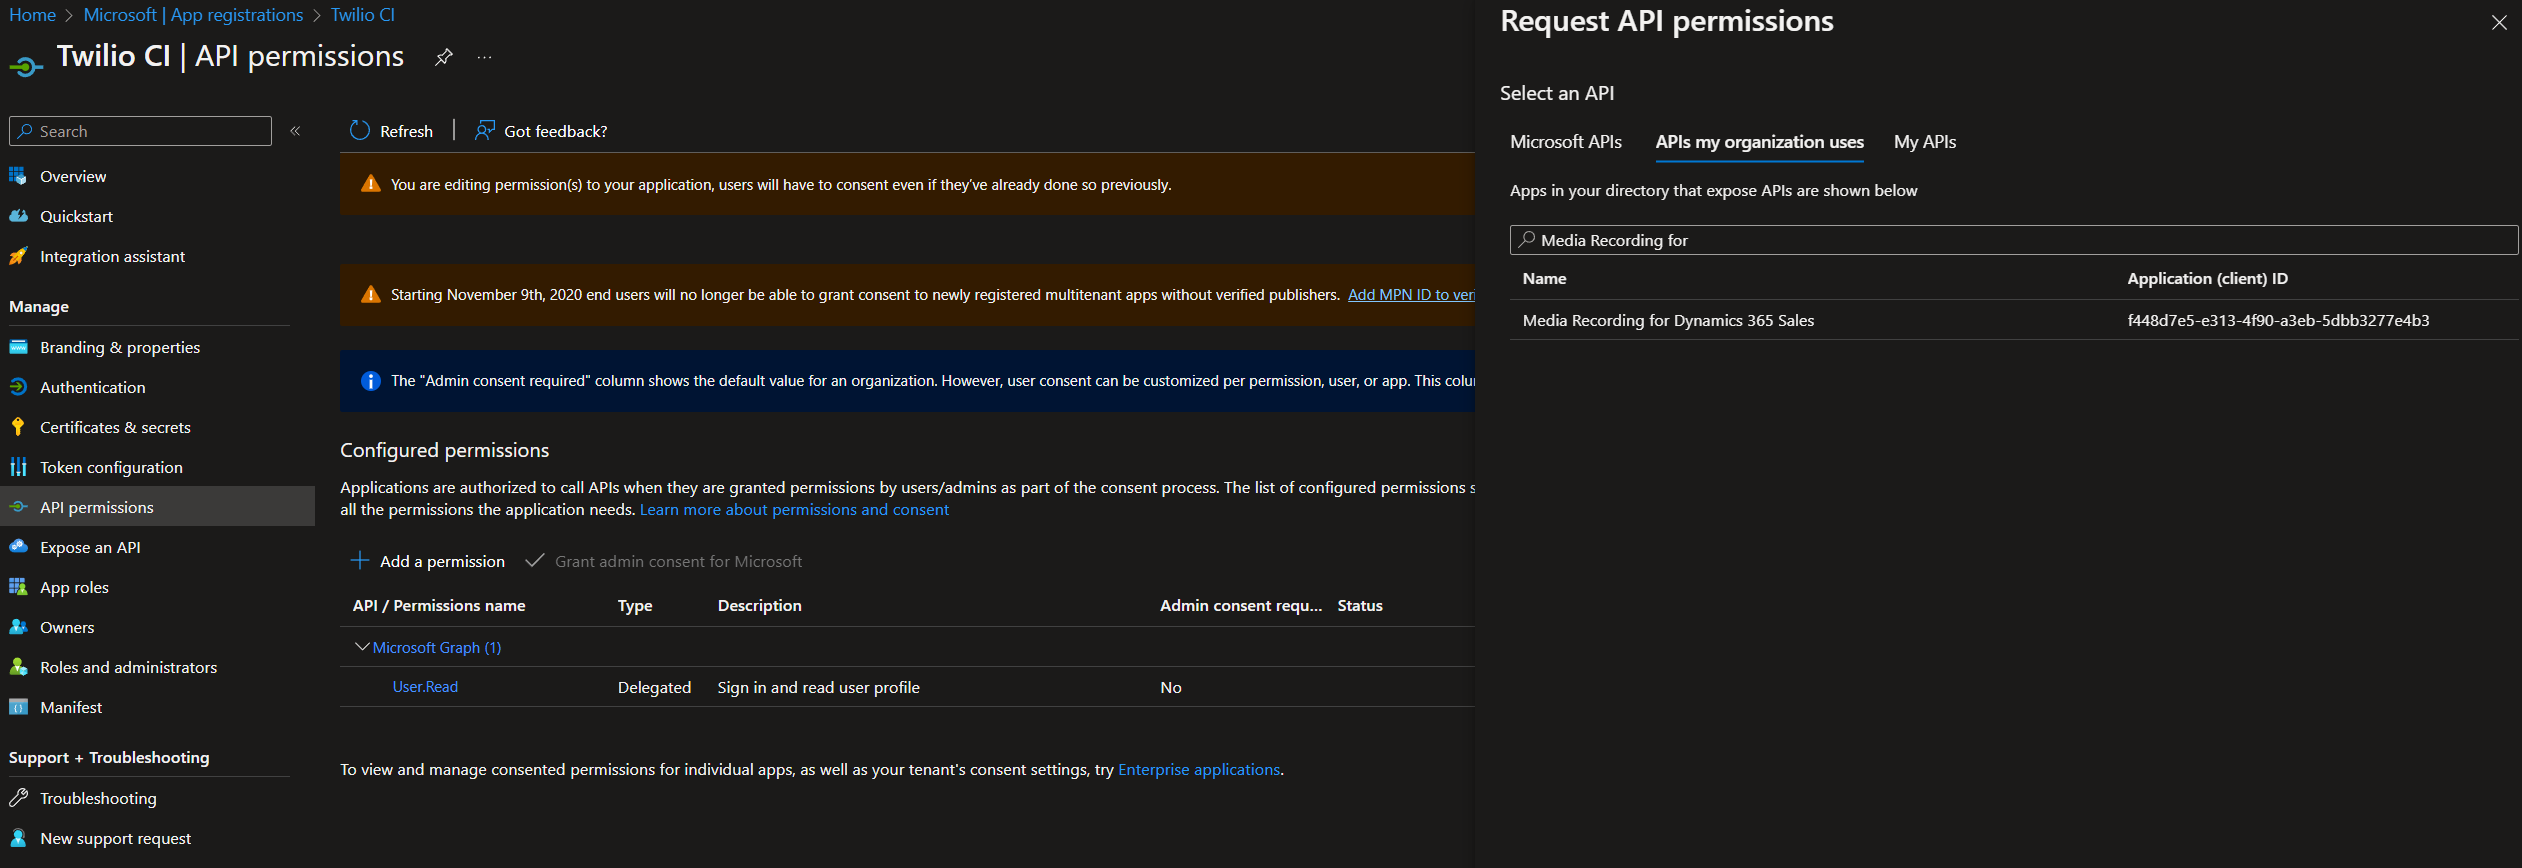 Home > Microsoft | App registrations > Twilio CI
Twilio CI | API permissions
Search
Overview
Quickstart
Integration assistant
Manage
Branding & properties
Authentication
Certificates & secrets
Token configuration
API permissions
Expose an API
App roles
Owners
Roles and administrators
Manifest
Support + Troubleshooting
Troubleshooting
New support request
Refresh | Got feedback?
You are editing permission(s) to your application, users will have to consent even if they've already done so previously.
Starting November 9th, 2020 end users will no longer be able to grant consent to newly registered multitenant apps without verified publishers. Add MPN ID to veri
The "Admin consent required" column shows the default value for an organization. However, user consent can be customized per permission, user, or app. This colu
Configured permissions
Applications are authorized to call APIs when they are granted permissions by users/admins as part of the consent process. The list of configured permissions s
all the permissions the application needs. Learn more about permissions and consent
Add a permission Grant admin consent for Microsoft
API / Permissions name Type Description Admin consent requ... Status
Microsoft Graph (1)
User.Read Delegated Sign in and read user profile No
To view and manage consented permissions for individual apps, as well as your tenant's consent settings, try Enterprise applications.
Request API permissions
Select an API
Microsoft APIs APIs my organization uses My APIs
Apps in your directory that expose APIs are shown below
Media Recording for
Name Application (client) ID
Media Recording for Dynamics 365 Sales f448d7e5-e313-4f90-a3eb-5dbb3277e4b3